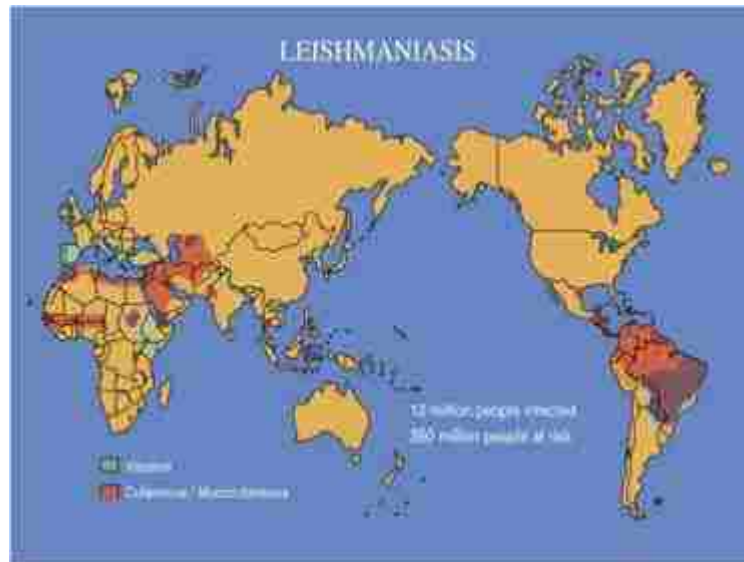 LEISHMANIASIS
12 million people infected
350 million people at risk
Visceral
Cutaneous / Mucocutaneous